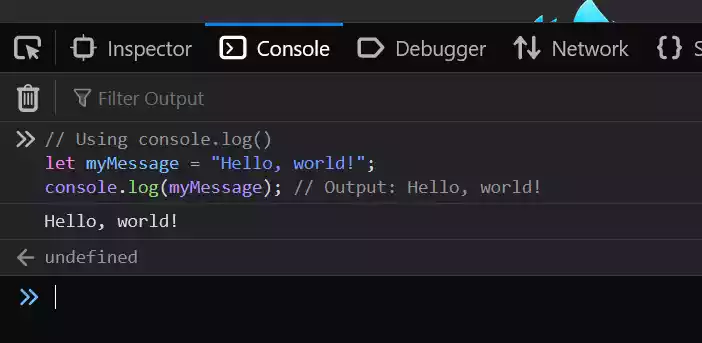 Inspector Console Debugger Network {} S
Filter Output
>> // Using console.log()
let myMessage = "Hello, world!";
console.log(myMessage); // Output: Hello, world!
Hello, world!
← undefined
>>